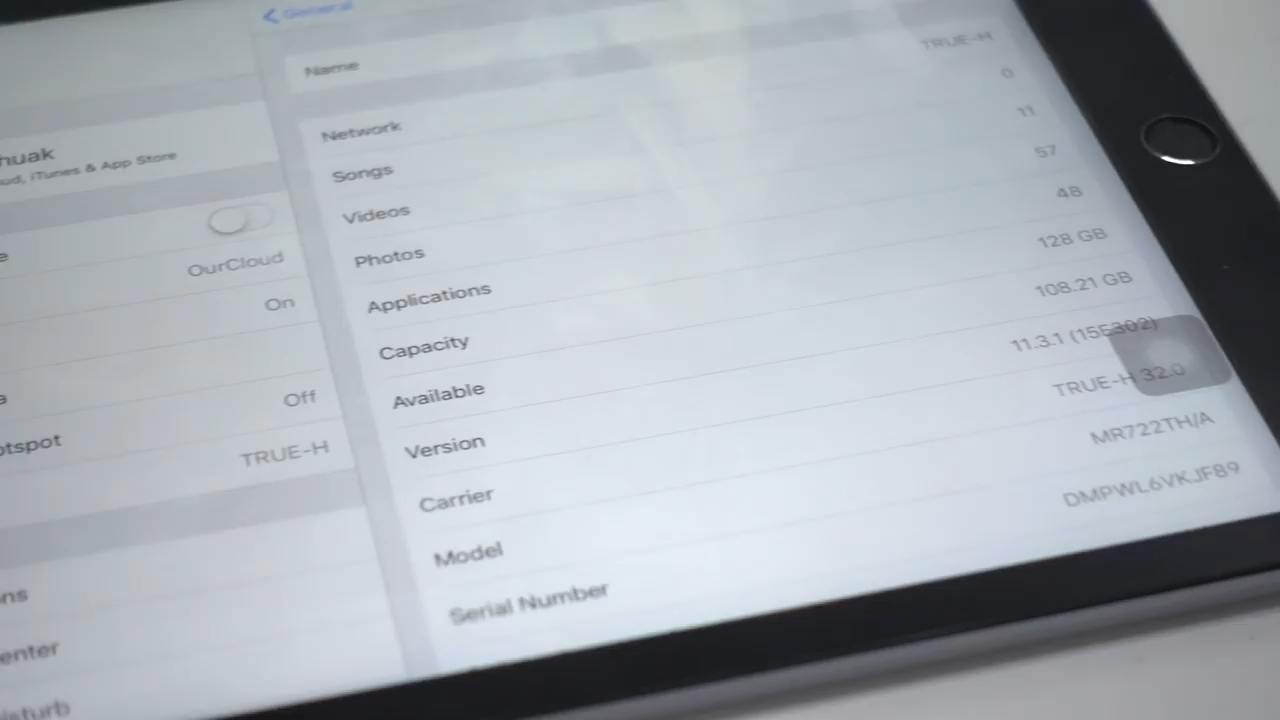 General
Name
Network TRUE-H
Songs 0
Videos 11
Photos 57
Applications 48
Capacity 128 GB
Available 108.21 GB
Version 11.3.1 (15E302)
Carrier TRUE-H 32.0
Model MR722TH/A
Serial Number DMPWL6VKJF89
huak
ud, iTunes & App Store
e
OurCloud
On
a
Off
otspot
TRUE-H
ns
enter
isturb